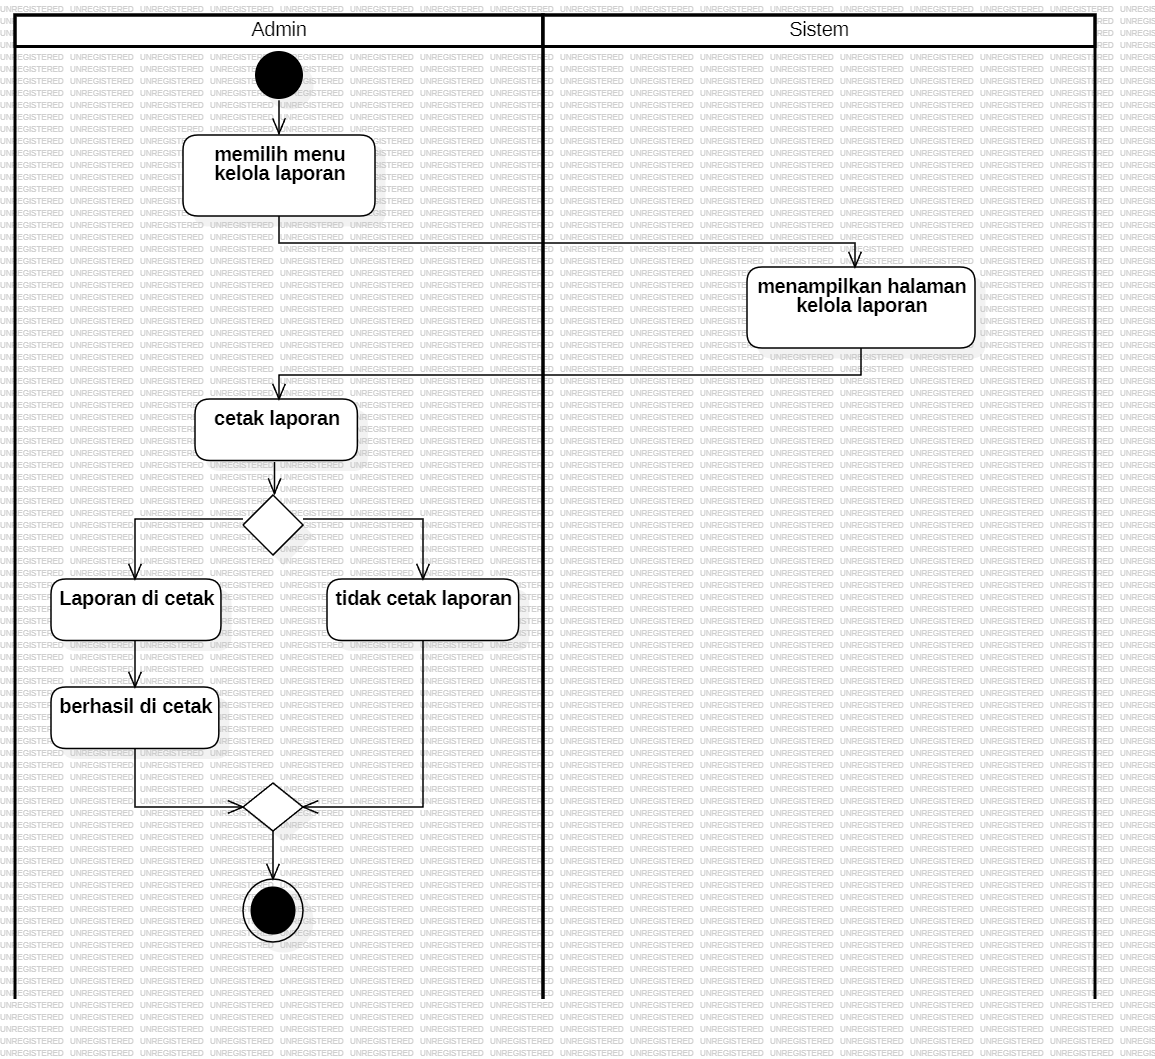 Admin
Sistem
memilih menu
kelola laporan
menampilkan halaman
kelola laporan
cetak laporan
Laporan di cetak
tidak cetak laporan
berhasil di cetak
UNREGISTERED